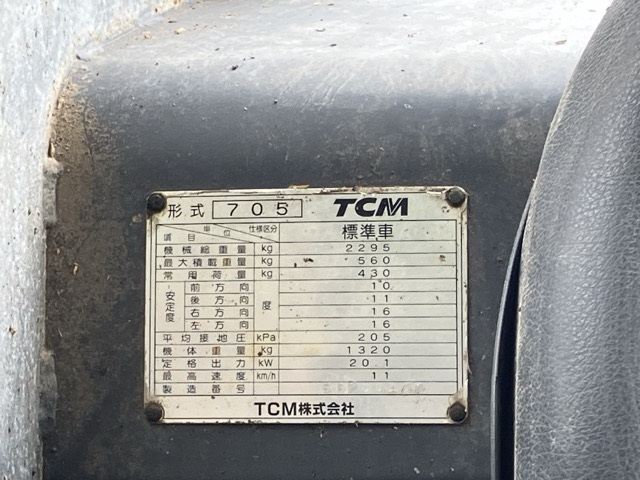 形式 705 TCM
項目 単位 仕様区分 標準車
機械総重量 kg 2295
最大積載重量 kg 560
常用荷重 kg 430
安定度 前方向 度 10
後方向 11
右方向 16
左方向 16
平均接地圧 kPa 205
機体重量 kg 1320
定格出力 kW 20.1
最高速度 km/h 11
製造番号
TCM株式会社